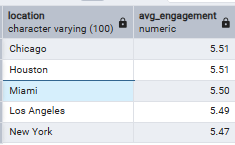 location avg_engagement
character varying (100) numeric
Chicago 5.51
Houston 5.51
Miami 5.50
Los Angeles 5.49
New York 5.47